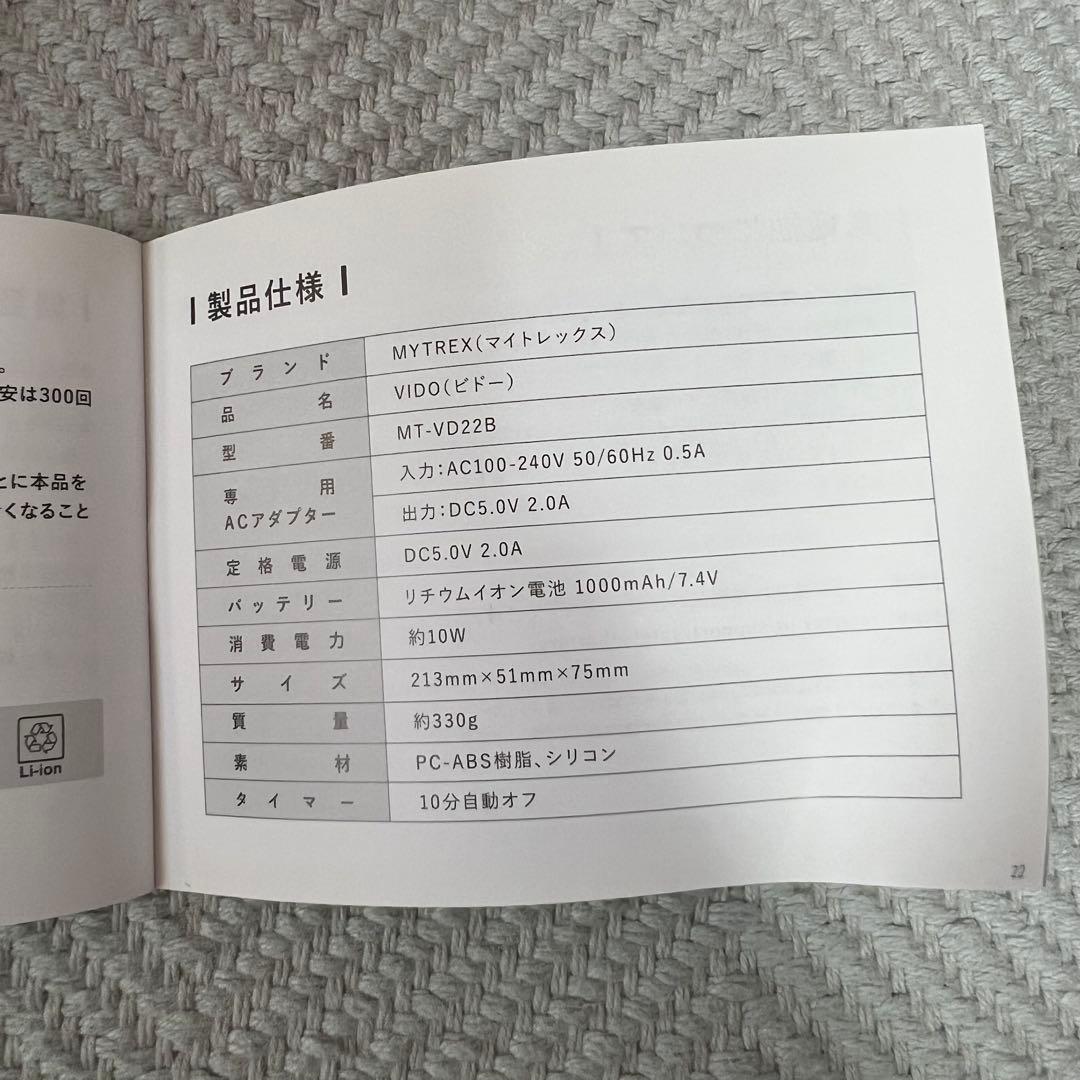 。
安は300回
とに本品を
くなること
Li-ion
製品仕様
ブランド MYTREX(マイトレックス)
品名 VIDO(ビドー)
型番 MT-VD22B
専用
ACアダプター
入力:AC100-240V 50/60Hz 0.5A
出力:DC5.0V 2.0A
定格電源 DC5.0V 2.0A
バッテリー リチウムイオン電池 1000mAh/7.4V
消費電力 約10W
サイズ 213mm×51mm×75mm
質量 約330g
素材 PC-ABS樹脂、シリコン
タイマー 10分自動オフ
22